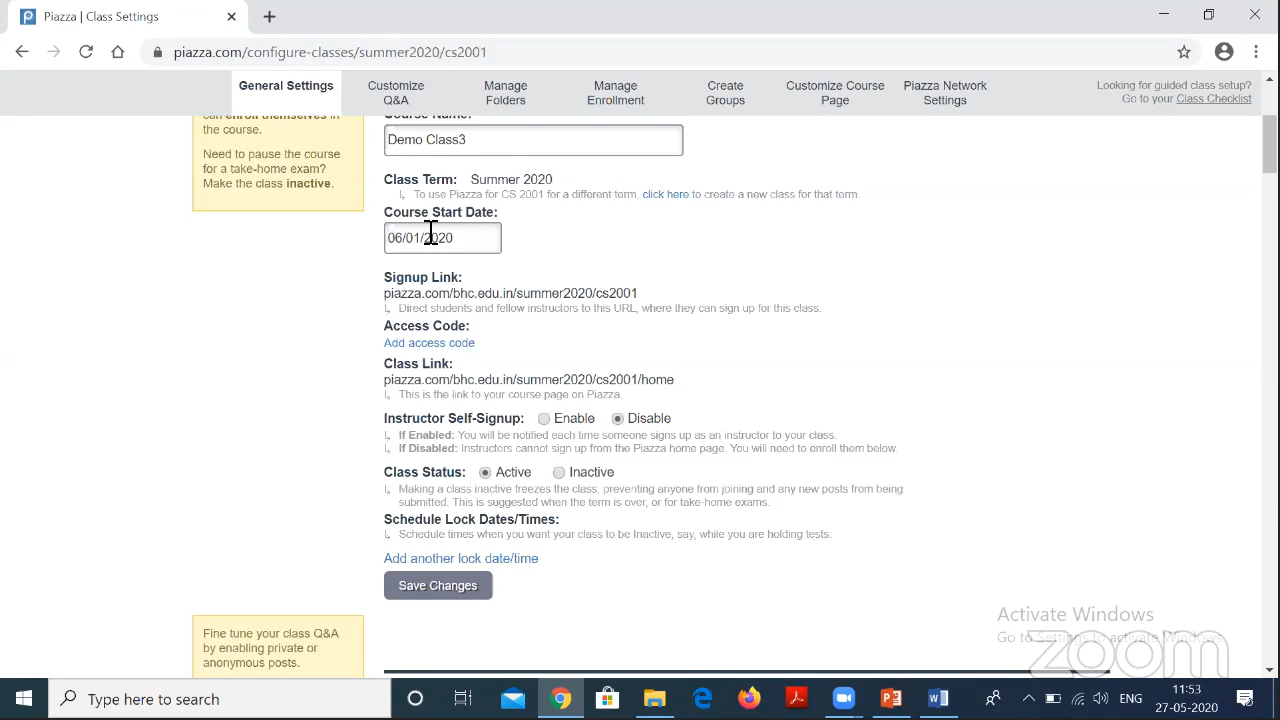 Piazza | Class Settings
piazza.com/configure-classes/summer2020/cs2001
General Settings
Customize
Q&A
Manage
Folders
Manage
Enrollment
Create
Groups
Customize Course
Page
Piazza Network
Settings
Looking for guided class setup?
Go to your Class Checklist
can enroll themselves in
the course.
Need to pause the course
for a take-home exam?
Make the class inactive.
Course Name:
Demo Class3
Class Term: Summer 2020
To use Piazza for CS 2001 for a different term, click here to create a new class for that term.
Course Start Date:
06/01/2020
Signup Link:
piazza.com/bhc.edu.in/summer2020/cs2001
Direct students and fellow instructors to this URL, where they can sign up for this class.
Access Code:
Add access code
Class Link:
piazza.com/bhc.edu.in/summer2020/cs2001/home
This is the link to your course page on Piazza.
Instructor Self-Signup: Enable Disable
If Enabled: You will be notified each time someone signs up as an instructor to your class.
If Disabled: Instructors cannot sign up from the Piazza home page. You will need to enroll them below.
Class Status: Active Inactive
Making a class inactive freezes the class, preventing anyone from joining and any new posts from being
submitted. This is suggested when the term is over, or for take-home exams.
Schedule Lock Dates/Times:
Schedule times when you want your class to be Inactive, say, while you are holding tests.
Add another lock date/time
Save Changes
Fine tune your class Q&A
by enabling private or
anonymous posts.
Activate Windows
Go to Settings to activate Windows.
zoom
Type here to search
ENG
11:53
27-05-2020